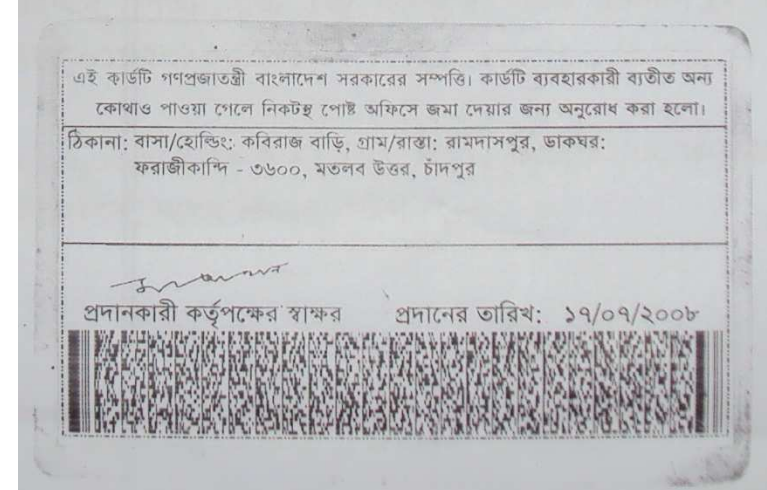 এই কার্ডটি গণপ্রজাতন্ত্রী বাংলাদেশ সরকারের সম্পত্তি। কার্ডটি ব্যবহারকারী ব্যতীত অন্য
কোথাও পাওয়া গেলে নিকটস্থ পোষ্ট অফিসে জমা দেয়ার জন্য অনুরোধ করা হলো।
ঠিকানা: বাসা/হোল্ডিং: কবিরাজ বাড়ি, গ্রাম/রাস্তা: রামদাসপুর, ডাকঘর:
ফরাজীকান্দি - ৩৬০০, মতলব উত্তর, চাঁদপুর
প্রদানকারী কর্তৃপক্ষের স্বাক্ষর প্রদানের তারিখ: ১৭/০৭/২০০৮